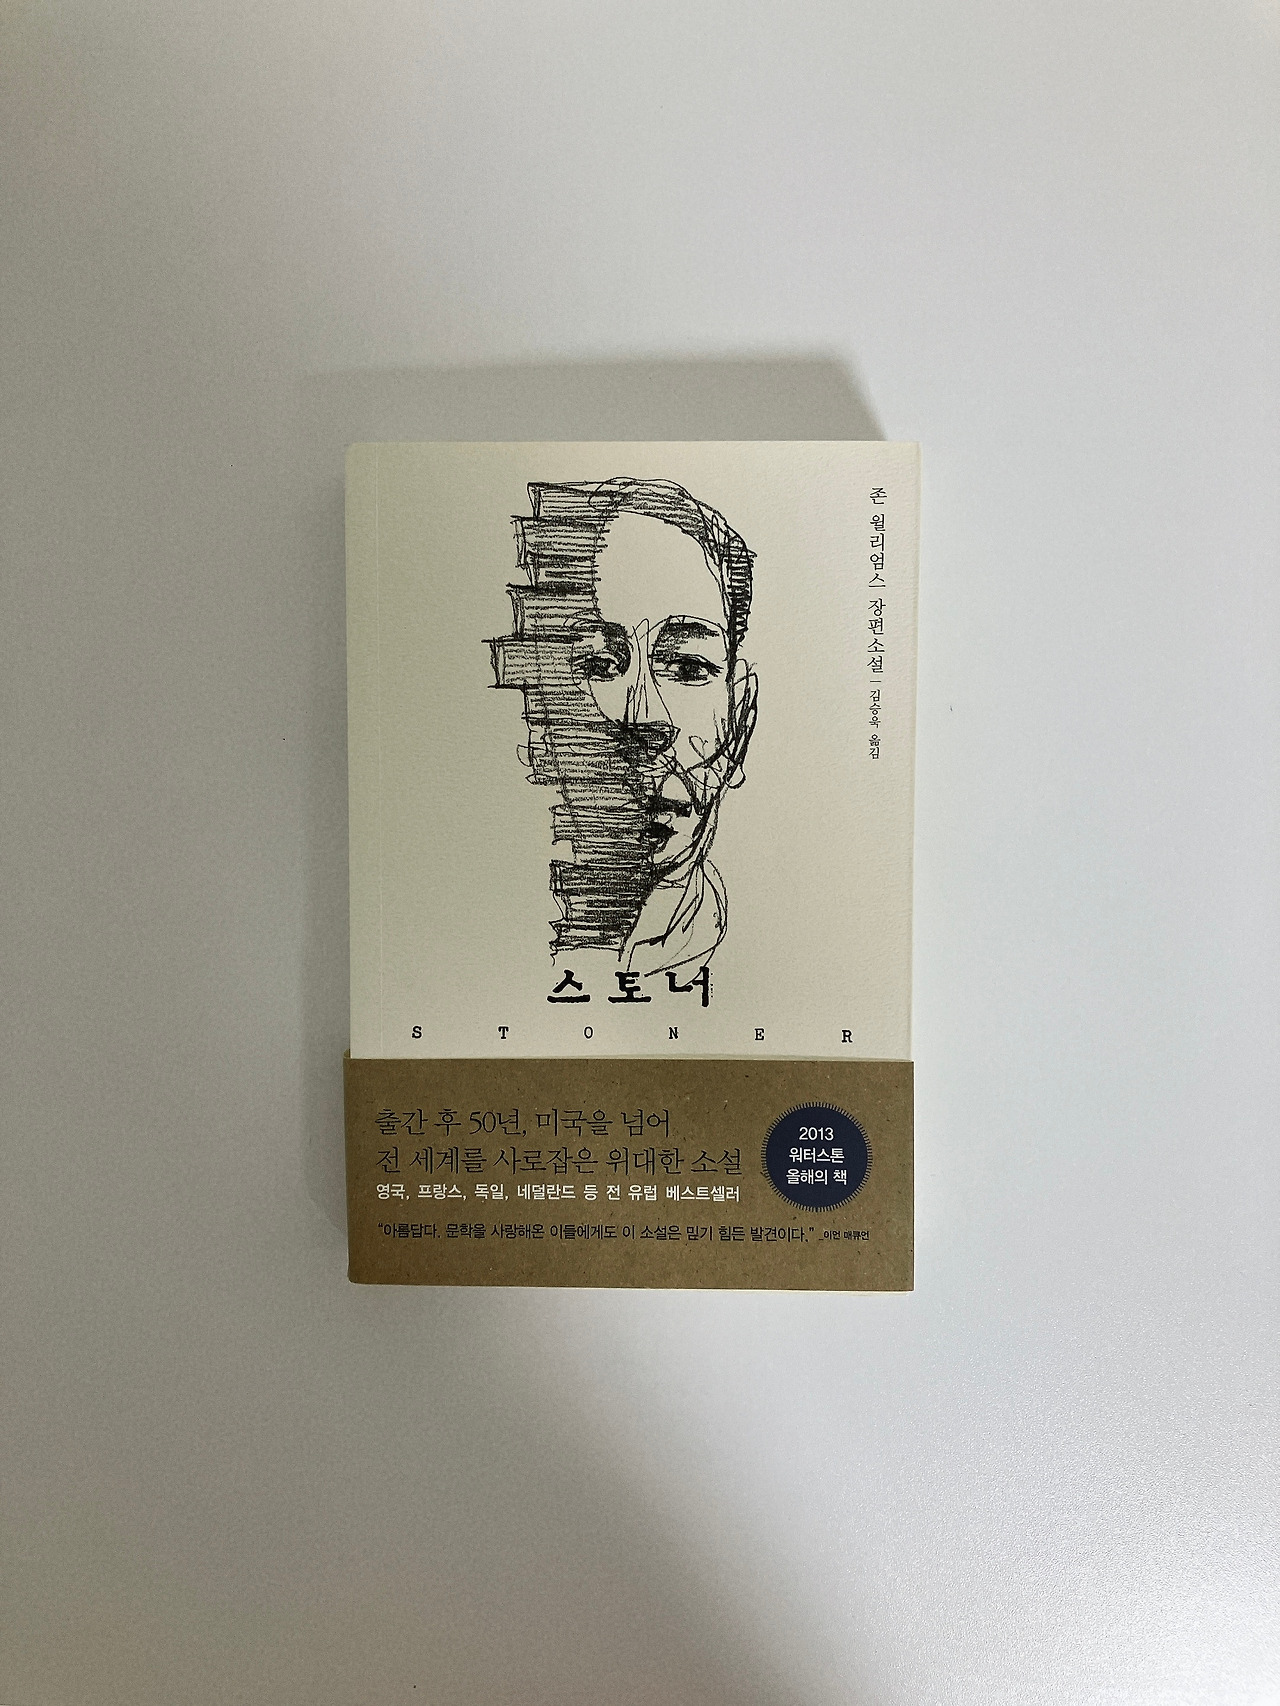 존 윌리엄스 장편소설 — 김승욱 옮김
스토너
STONER
출간 후 50년, 미국을 넘어
전 세계를 사로잡은 위대한 소설
영국, 프랑스, 독일, 네덜란드 등 전 유럽 베스트셀러
“아름답다. 문학을 사랑해온 이들에게도 이 소설은 믿기 힘든 발견이다.” _이언 매큐언
2013
워터스톤
올해의 책